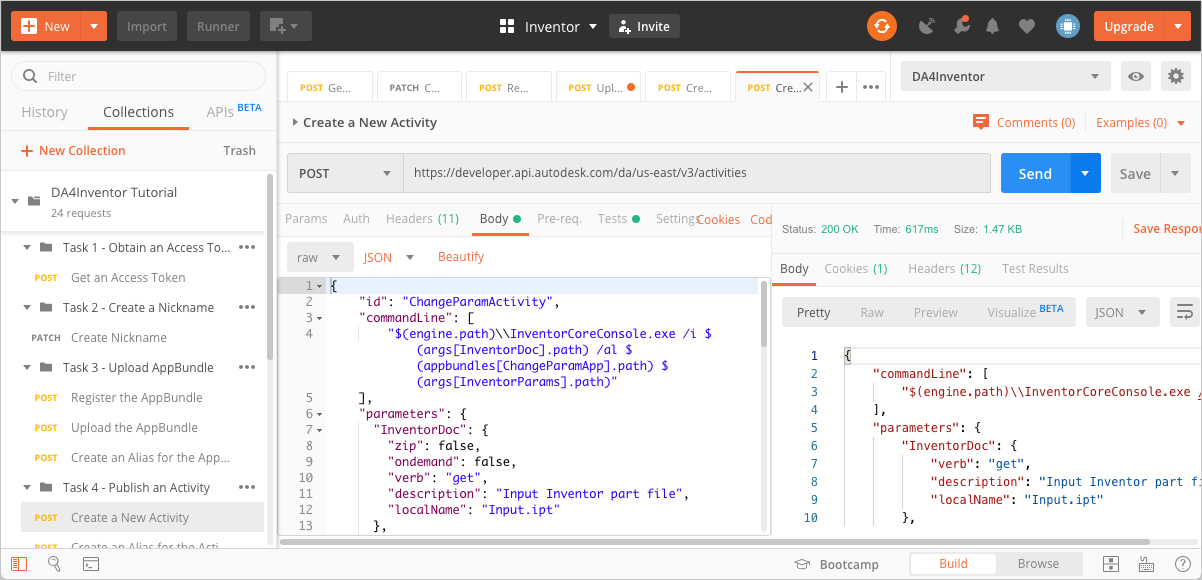 New
Import
Runner
Inventor
Invite
Upgrade
Filter
History
Collections
APIs BETA
New Collection
Trash
DA4Inventor Tutorial
24 requests
Task 1 - Obtain an Access To...
POST Get an Access Token
Task 2 - Create a Nickname
PATCH Create Nickname
Task 3 - Upload AppBundle
POST Register the AppBundle
POST Upload the AppBundle
POST Create an Alias for the App...
Task 4 - Publish an Activity
POST Create a New Activity
POST Create an Alias for the Acti...
POST Ge...
PATCH C...
POST Re...
POST Upl...
POST Cre...
POST Cre...
DA4Inventor
Create a New Activity
Comments (0)
Examples (0)
POST
https://developer.api.autodesk.com/da/us-east/v3/activities
Send
Save
Params
Auth
Headers (11)
Body
Pre-req.
Tests
Settings
Cookies
Cod
raw
JSON
Beautify
1 {
2 "id": "ChangeParamActivity",
3 "commandLine": [
4 "$(engine.path)\\InventorCoreConsole.exe /i $
(args[InventorDoc].path) /al $
(appbundles[ChangeParamApp].path) $
(args[InventorParams].path)"
5 ],
6 "parameters": {
7 "InventorDoc": {
8 "zip": false,
9 "ondemand": false,
10 "verb": "get",
11 "description": "Input Inventor part file",
12 "localName": "Input.ipt"
13 },
Status: 200 OK
Time: 617ms
Size: 1.47 KB
Save Respon
Body
Cookies (1)
Headers (12)
Test Results
Pretty
Raw
Preview
Visualize BETA
JSON
1 {
2 "commandLine": [
3 "$(engine.path)\\InventorCoreConsole.exe /
4 ],
5 "parameters": {
6 "InventorDoc": {
7 "verb": "get",
8 "description": "Input Inventor part fi
9 "localName": "Input.ipt"
10 },
Bootcamp
Build
Browse